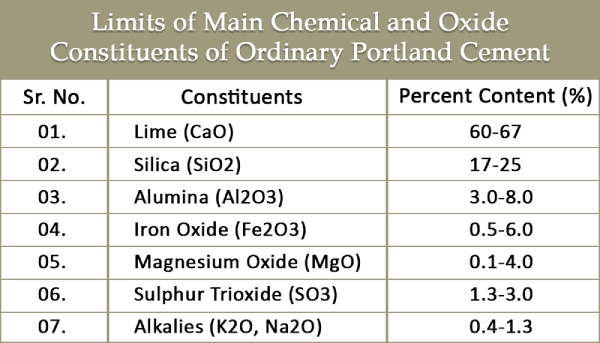 Limits of Main Chemical and Oxide
Constituents of Ordinary Portland Cement
Sr. No. Constituents Percent Content (%)
01. Lime (CaO) 60-67
02. Silica (SiO2) 17-25
03. Alumina (Al2O3) 3.0-8.0
04. Iron Oxide (Fe2O3) 0.5-6.0
05. Magnesium Oxide (MgO) 0.1-4.0
06. Sulphur Trioxide (SO3) 1.3-3.0
07. Alkalies (K2O, Na2O) 0.4-1.3